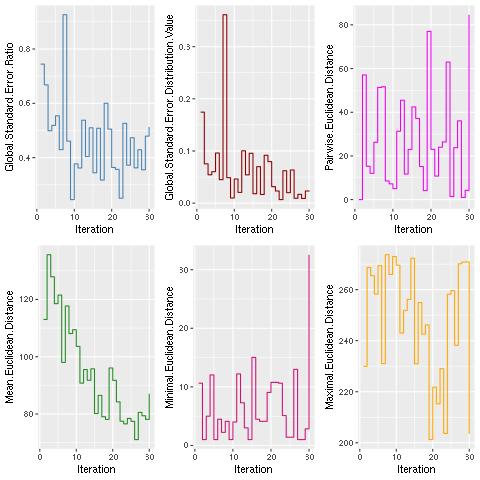 Global.Standard.Error.Ratio
0.8
0.6
0.4
0 10 20 30
Iteration
Global.Standard.Error.Distribution.Value
0.3
0.2
0.1
0.0
0 10 20 30
Iteration
Pairwise.Euclidean.Distance
80
60
40
20
0
0 10 20 30
Iteration
Mean.Euclidean.Distance
120
100
80
0 10 20 30
Iteration
Minimal.Euclidean.Distance
30
20
10
0
0 10 20 30
Iteration
Maximal.Euclidean.Distance
260
240
220
200
0 10 20 30
Iteration